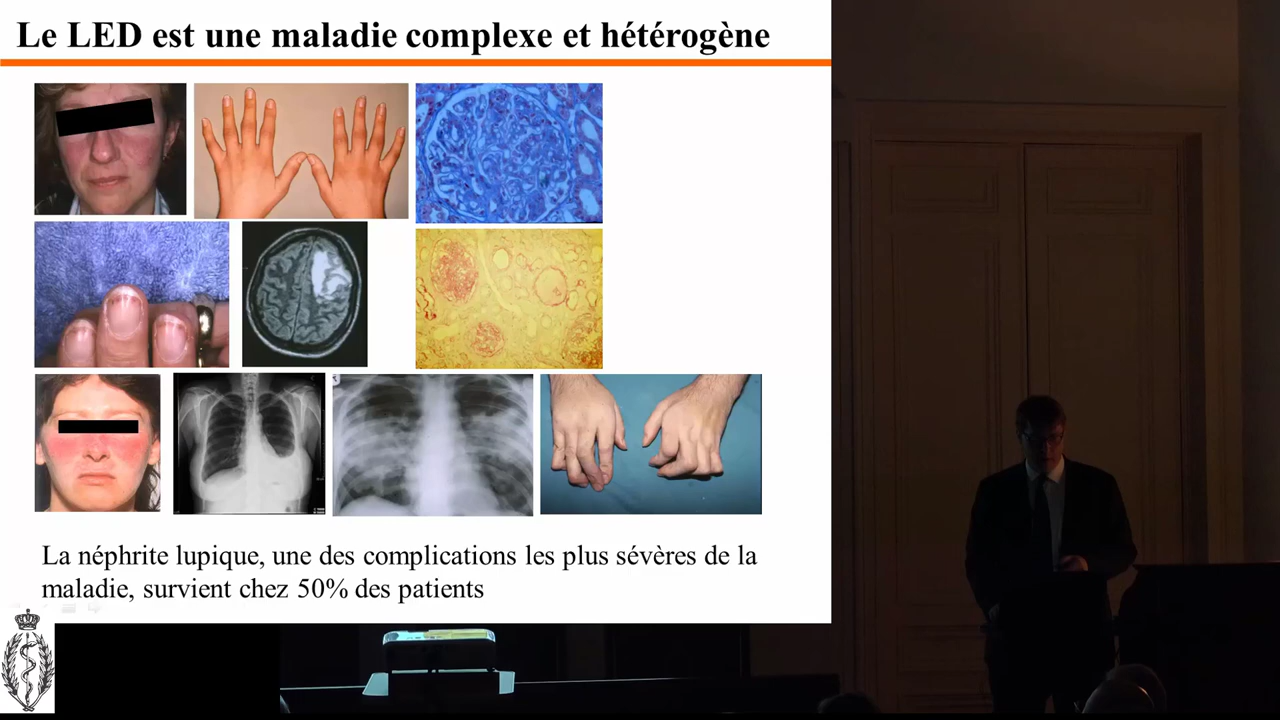 Le LED est une maladie complexe et hétérogène
La néphrite lupique, une des complications les plus sévères de la
maladie, survient chez 50% des patients